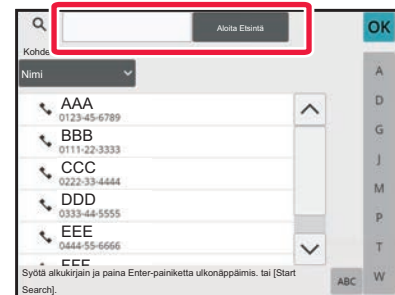 Aloita Etsintä
OK
Kohde
Nimi
A
AAA
0123-45-6789
D
BBB
0111-22-3333
G
CCC
0222-33-4444
J
M
DDD
0333-44-5555
P
EEE
0444-55-6666
T
EEE
Syötä alkukirjain ja paina Enter-painiketta ulkonäppäimis. tai [Start
Search].
ABC
W